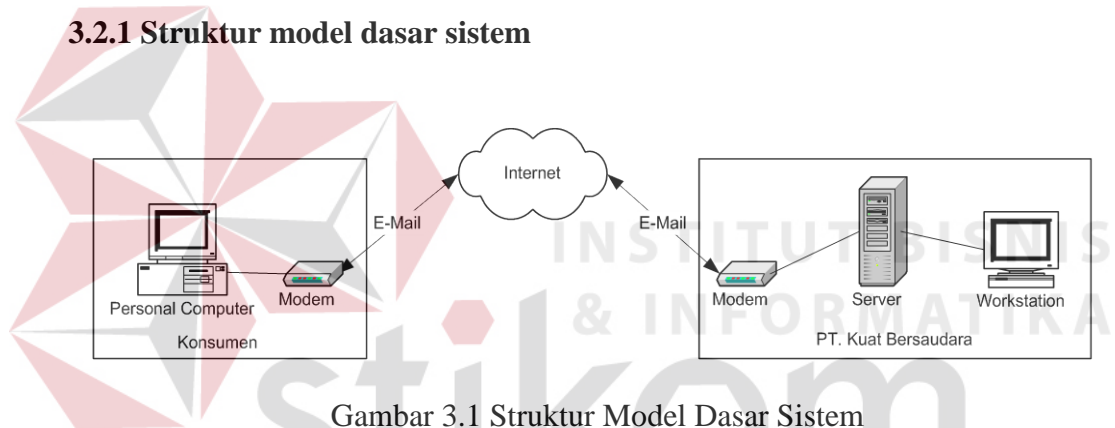 3.2.1 Struktur model dasar sistem
Internet
E-Mail
E-Mail
Personal Computer
Modem
Konsumen
Modem
Server
Workstation
PT. Kuat Bersaudara
INSTITUT BISNIS
& INFORMATIKA
stikom
Gambar 3.1 Struktur Model Dasar Sistem